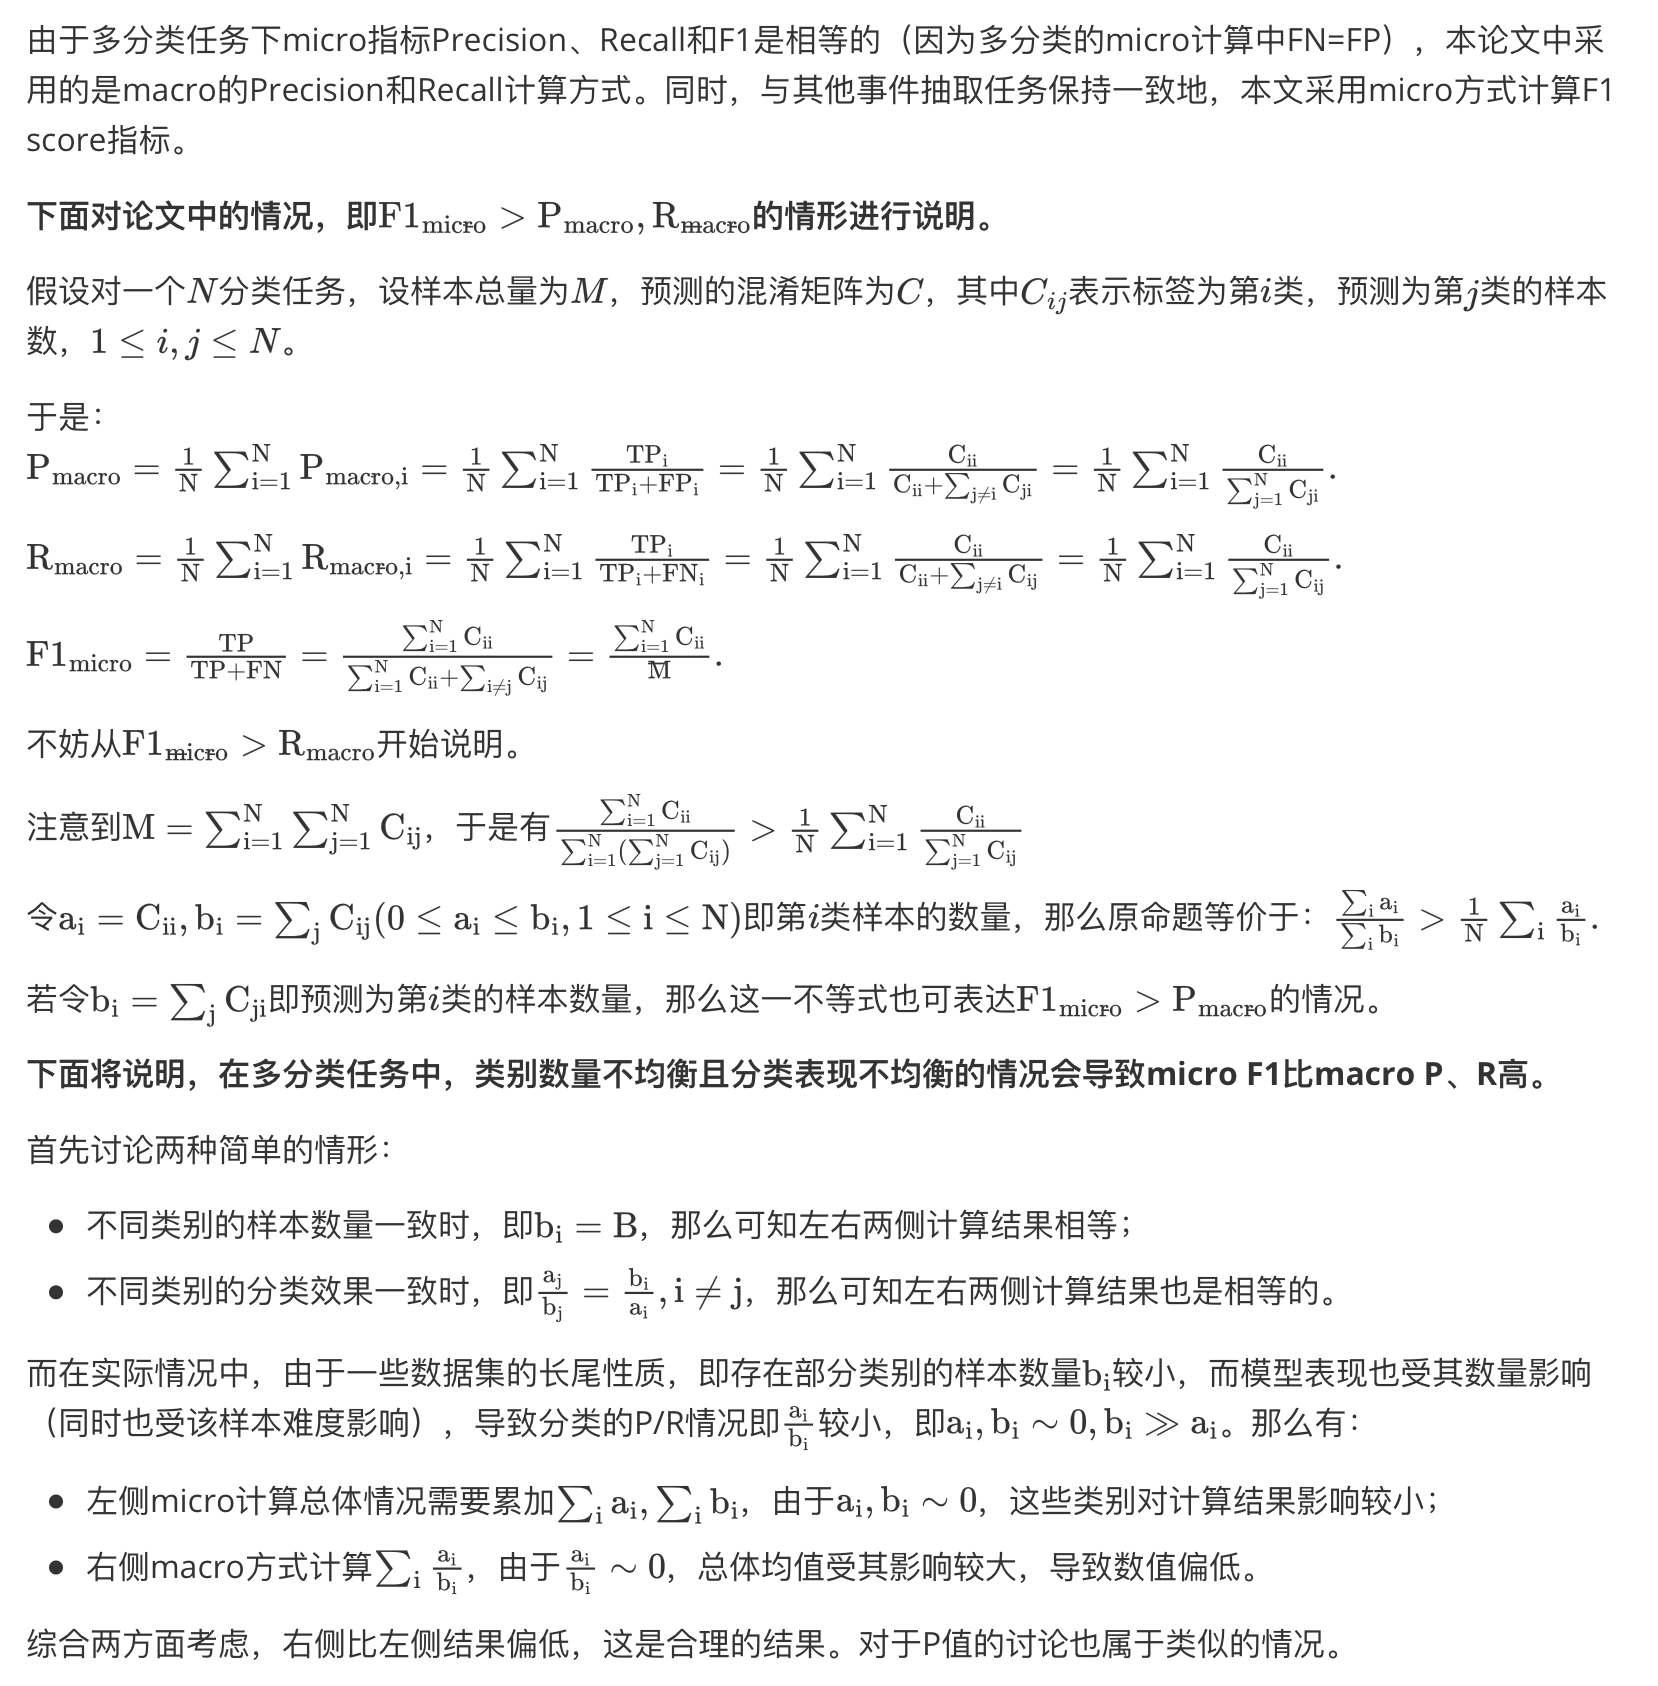 由于多分类任务下micro指标Precision、Recall和F1是相等的（因为多分类的micro计算中FN=FP），本论文中采
用的是macro的Precision和Recall计算方式。同时，与其他事件抽取任务保持一致地，本文采用micro方式计算F1
score指标。
下面对论文中的情况，即$F1_{micro} > P_{macro}, R_{macro}$的情形进行说明。
假设对一个$N$分类任务，设样本总量为$M$，预测的混淆矩阵为$C$，其中$C_{ij}$表示标签为第$i$类，预测为第$j$类的样本
数，$1 \le i, j \le N$。
于是：
$P_{macro} = \frac{1}{N} \sum_{i=1}^{N} P_{macro,i} = \frac{1}{N} \sum_{i=1}^{N} \frac{TP_i}{TP_i+FP_i} = \frac{1}{N} \sum_{i=1}^{N} \frac{C_{ii}}{C_{ii}+\sum_{j \ne i} C_{ji}} = \frac{1}{N} \sum_{i=1}^{N} \frac{C_{ii}}{\sum_{j=1}^{N} C_{ji}}.$
$R_{macro} = \frac{1}{N} \sum_{i=1}^{N} R_{macro,i} = \frac{1}{N} \sum_{i=1}^{N} \frac{TP_i}{TP_i+FN_i} = \frac{1}{N} \sum_{i=1}^{N} \frac{C_{ii}}{C_{ii}+\sum_{j \ne i} C_{ij}} = \frac{1}{N} \sum_{i=1}^{N} \frac{C_{ii}}{\sum_{j=1}^{N} C_{ij}}.$
$F1_{micro} = \frac{TP}{TP+FN} = \frac{\sum_{i=1}^{N} C_{ii}}{\sum_{i=1}^{N} C_{ii}+\sum_{i \ne j} C_{ij}} = \frac{\sum_{i=1}^{N} C_{ii}}{M}.$
不妨从$F1_{micro} > R_{macro}$开始说明。
注意到$M = \sum_{i=1}^{N} \sum_{j=1}^{N} C_{ij}$，于是有$\frac{\sum_{i=1}^{N} C_{ii}}{\sum_{i=1}^{N} (\sum_{j=1}^{N} C_{ij})} > \frac{1}{N} \sum_{i=1}^{N} \frac{C_{ii}}{\sum_{j=1}^{N} C_{ij}}$
令$a_i = C_{ii}, b_i = \sum_j C_{ij} (0 \le a_i \le b_i, 1 \le i \le N)$即第$i$类样本的数量，那么原命题等价于：$\frac{\sum_i a_i}{\sum_i b_i} > \frac{1}{N} \sum_i \frac{a_i}{b_i}.$
若令$b_i = \sum_j C_{ji}$即预测为第$i$类的样本数量，那么这一不等式也可表达$F1_{micro} > P_{macro}$的情况。
下面将说明，在多分类任务中，类别数量不均衡且分类表现不均衡的情况会导致micro F1比macro P、R高。
首先讨论两种简单的情形：
• 不同类别的样本数量一致时，即$b_i = B$，那么可知左右两侧计算结果相等；
• 不同类别的分类效果一致时，即$\frac{a_j}{b_j} = \frac{b_i}{a_i}, i \ne j$，那么可知左右两侧计算结果也是相等的。
而在实际情况中，由于一些数据集的长尾性质，即存在部分类别的样本数量$b_i$较小，而模型表现也受其数量影响
（同时也受该样本难度影响），导致分类的P/R情况即$\frac{a_i}{b_i}$较小，即$a_i, b_i \sim 0, b_i \gg a_i$。那么有：
• 左侧micro计算总体情况需要累加$\sum_i a_i, \sum_i b_i$，由于$a_i, b_i \sim 0$，这些类别对计算结果影响较小；
• 右侧macro方式计算$\sum_i \frac{a_i}{b_i}$，由于$\frac{a_i}{b_i} \sim 0$，总体均值受其影响较大，导致数值偏低。
综合两方面考虑，右侧比左侧结果偏低，这是合理的结果。对于P值的讨论也属于类似的情况。